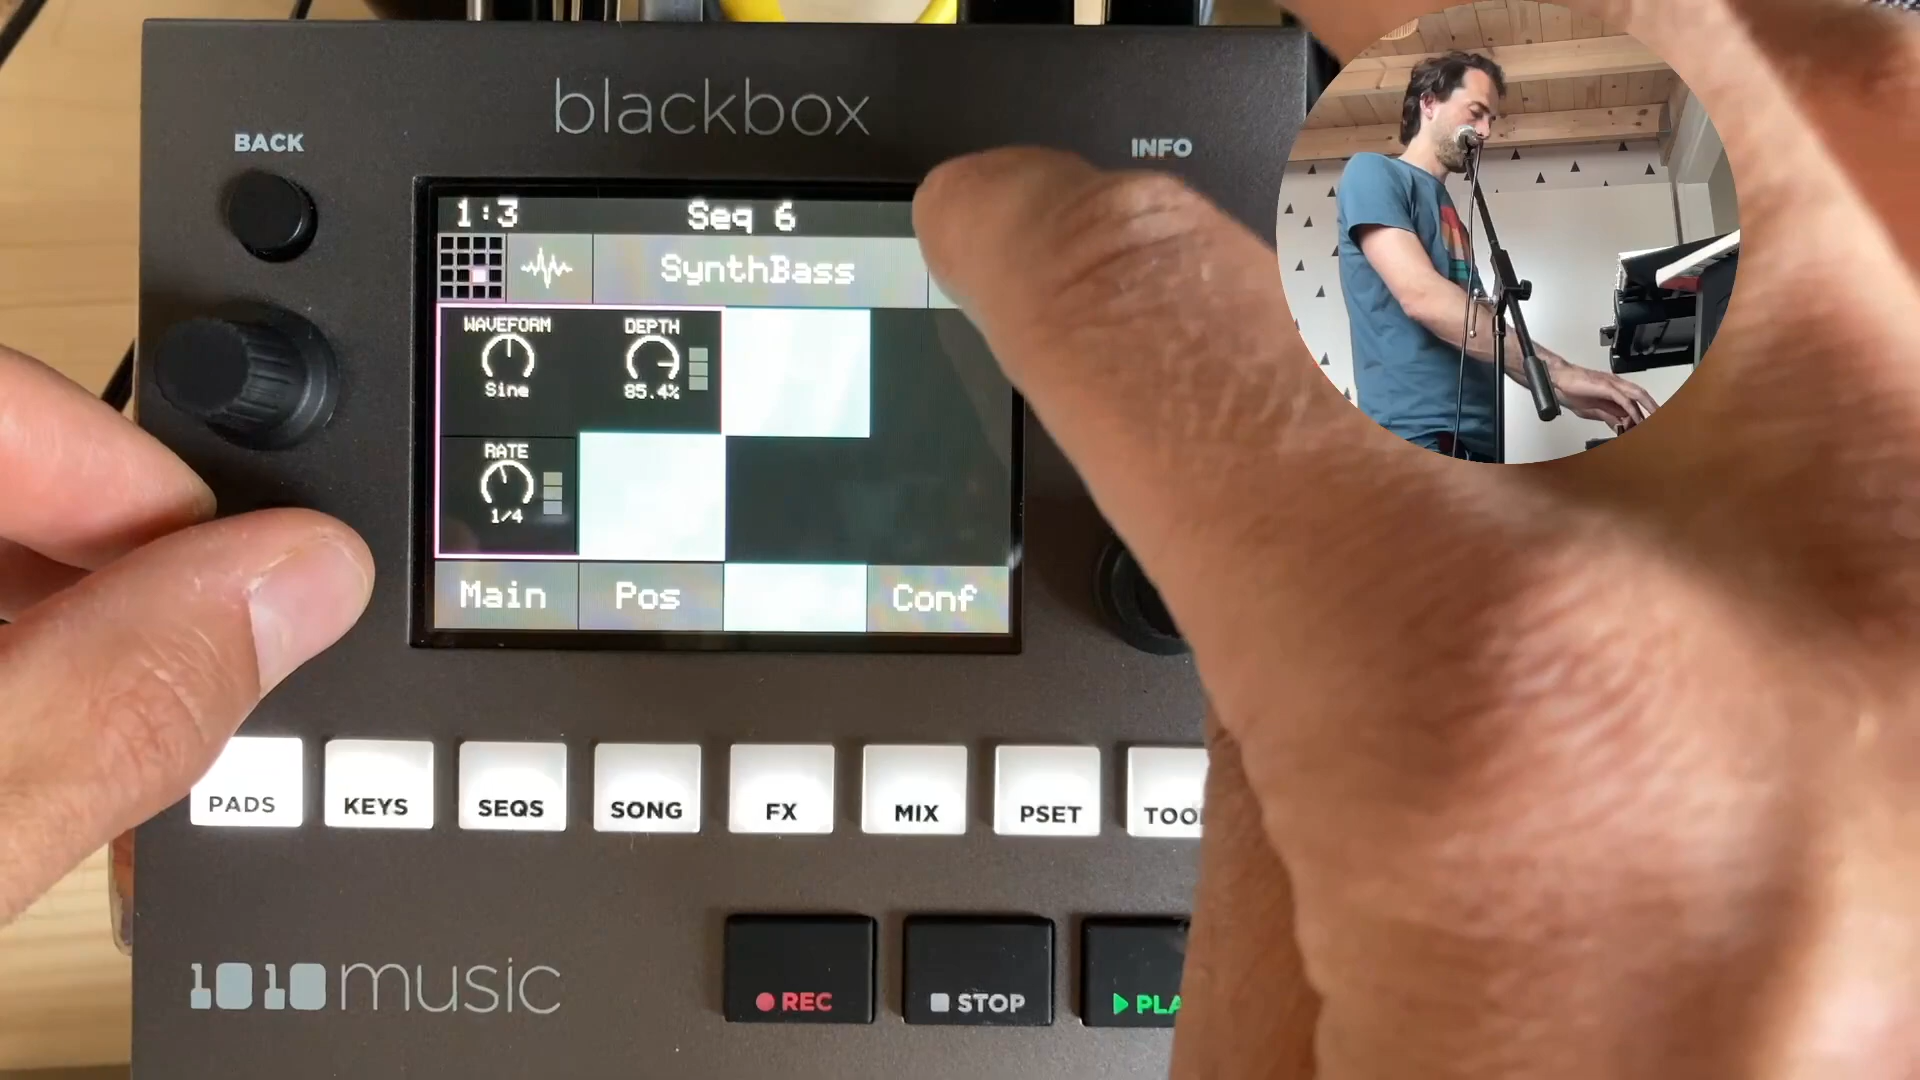 blackbox
BACK
INFO
1:3
Seq 6
SynthBass
WAVEFORM
DEPTH
Sine
85.4%
RATE
1/4
Main
Pos
Conf
PADS
KEYS
SEQS
SONG
FX
MIX
PSET
1010music
REC
STOP